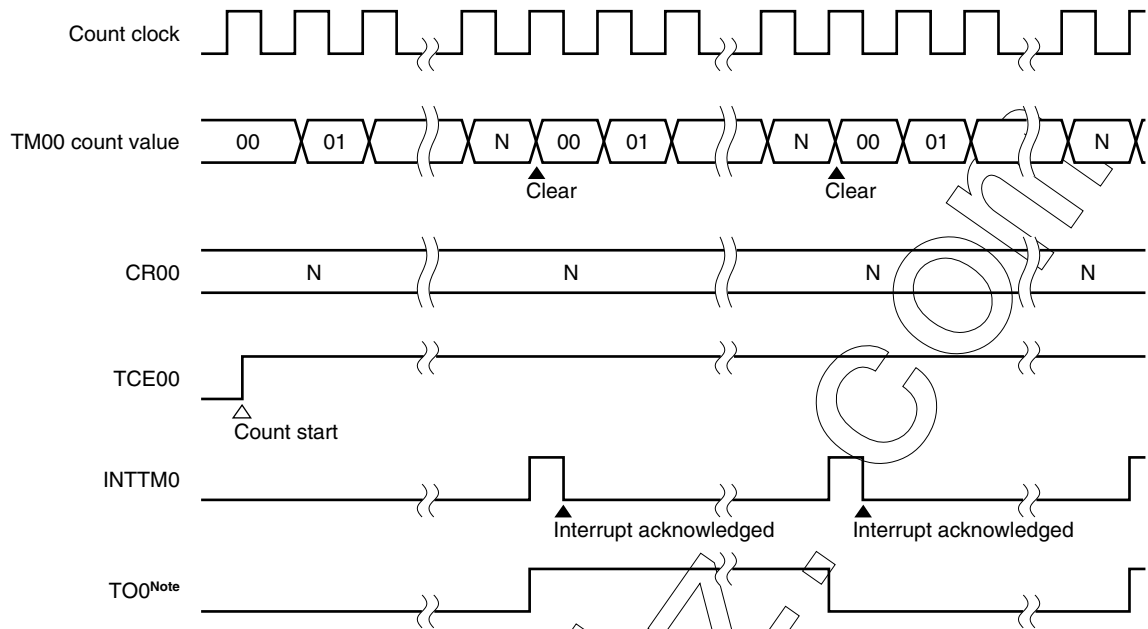 Count clock
TM00 count value 00 01 N 00 01 N 00 01 N
Clear Clear
CR00 N N N N
TCE00
Count start
INTTM0
Interrupt acknowledged Interrupt acknowledged
TO0Note